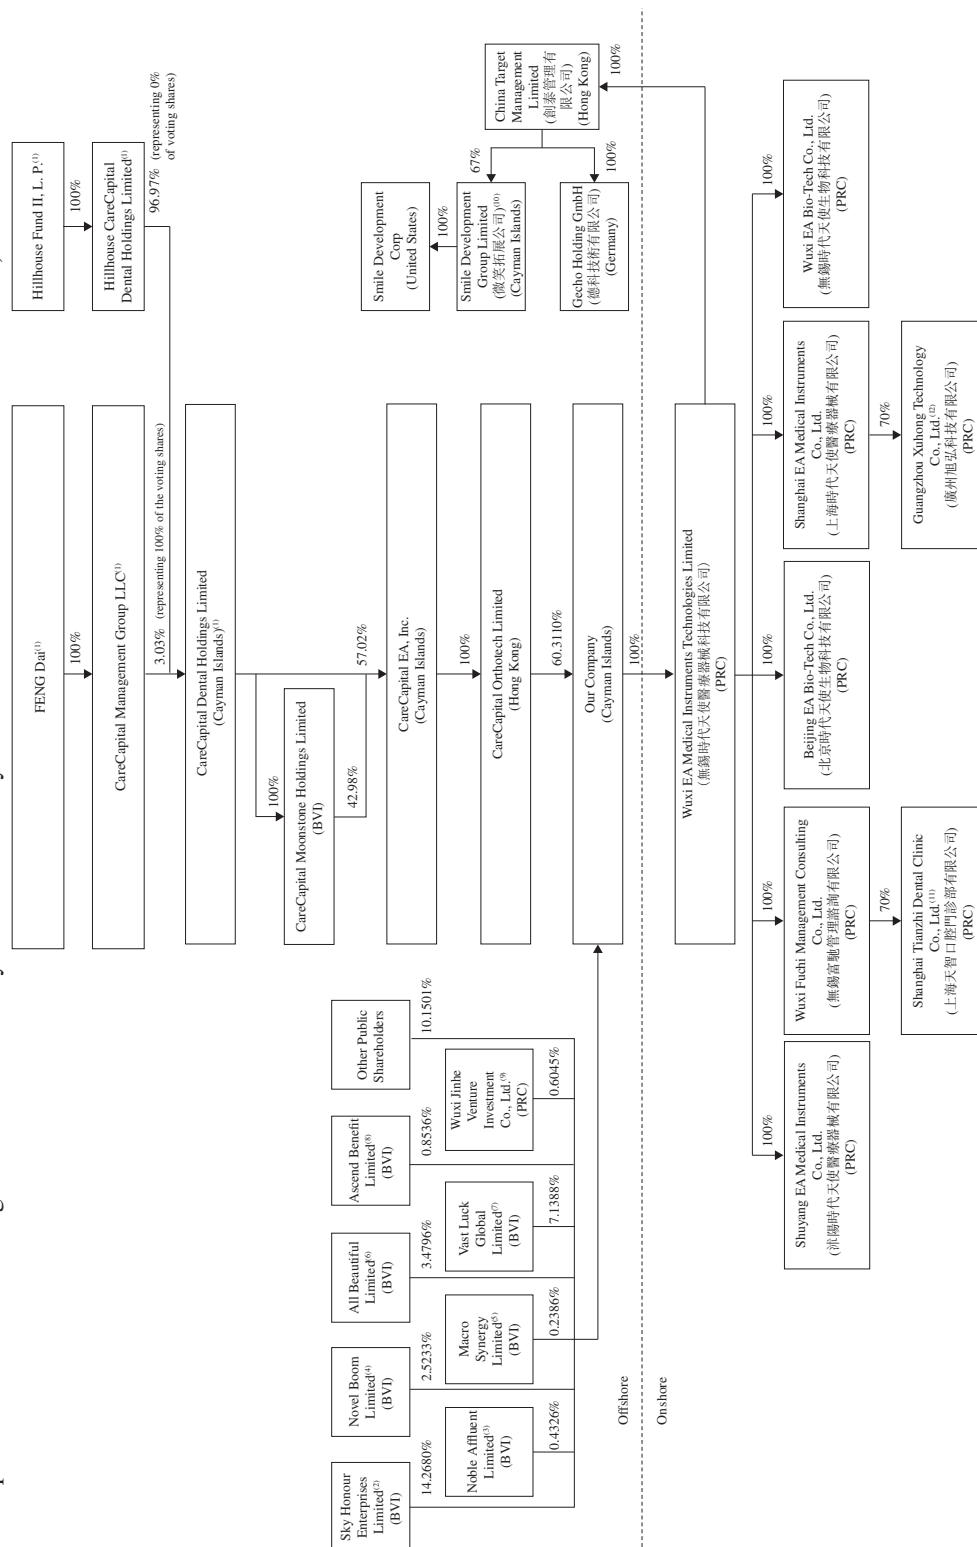 FENG Dai(1)
100%
CareCapital Management Group LLC(1)
3.03% (representing 100% of the voting shares)
Hillhouse Fund II, L. P.(1)
100%
Hillhouse CareCapital
Dental Holdings Limited(1)
96.97% (representing 0%
of voting shares)
CareCapital Dental Holdings Limited
(Cayman Islands)(1)
100%
CareCapital Moonstone Holdings Limited
(BVI)
42.98%
57.02%
CareCapital EA, Inc.
(Cayman Islands)
100%
CareCapital Orthotech Limited
(Hong Kong)
60.3110%
Our Company
(Cayman Islands)
100%
Sky Honour
Enterprises
Limited(2)
(BVI)
14.2680%
Novel Boom
Limited(4)
(BVI)
2.5233%
All Beautiful
Limited(6)
(BVI)
3.4796%
Ascend Benefit
Limited(8)
(BVI)
0.8536%
Other Public
Shareholders
10.1501%
Noble Affluent
Limited(3)
(BVI)
0.4326%
Macro
Synergy
Limited(5)
(BVI)
0.2386%
Vast Luck
Global
Limited(7)
(BVI)
7.1388%
Wuxi Jinhe
Venture
Investment
Co., Ltd.(9)
(PRC)
0.6045%
Smile Development
Corp
(United States)
100%
Smile Development
Group Limited
(微笑拓展公司)(10)
(Cayman Islands)
67%
China Target
Management
Limited
(創泰管理有
限公司)
(Hong Kong)
100%
Gecho Holding GmbH
(德科技術有限公司)
(Germany)
100%
Offshore
Onshore
Wuxi EA Medical Instruments Technologies Limited
(無錫時代天使醫療器械科技有限公司)
(PRC)
100%
Shuyang EA Medical Instruments
Co., Ltd.
(沭陽時代天使醫療器械有限公司)
(PRC)
100%
Wuxi Fuchi Management Consulting
Co., Ltd.
(無錫富馳管理諮詢有限公司)
(PRC)
100%
Beijing EA Bio-Tech Co., Ltd.
(北京時代天使生物科技有限公司)
(PRC)
100%
Shanghai EA Medical Instruments
Co., Ltd.
(上海時代天使醫療器械有限公司)
(PRC)
100%
Wuxi EA Bio-Tech Co., Ltd.
(無錫時代天使生物科技有限公司)
(PRC)
70%
Shanghai Tianzhi Dental Clinic
Co., Ltd.(11)
(上海天智口腔門診部有限公司)
(PRC)
70%
Guangzhou Xuhong Technology
Co., Ltd.(12)
(廣州旭弘科技有限公司)
(PRC)